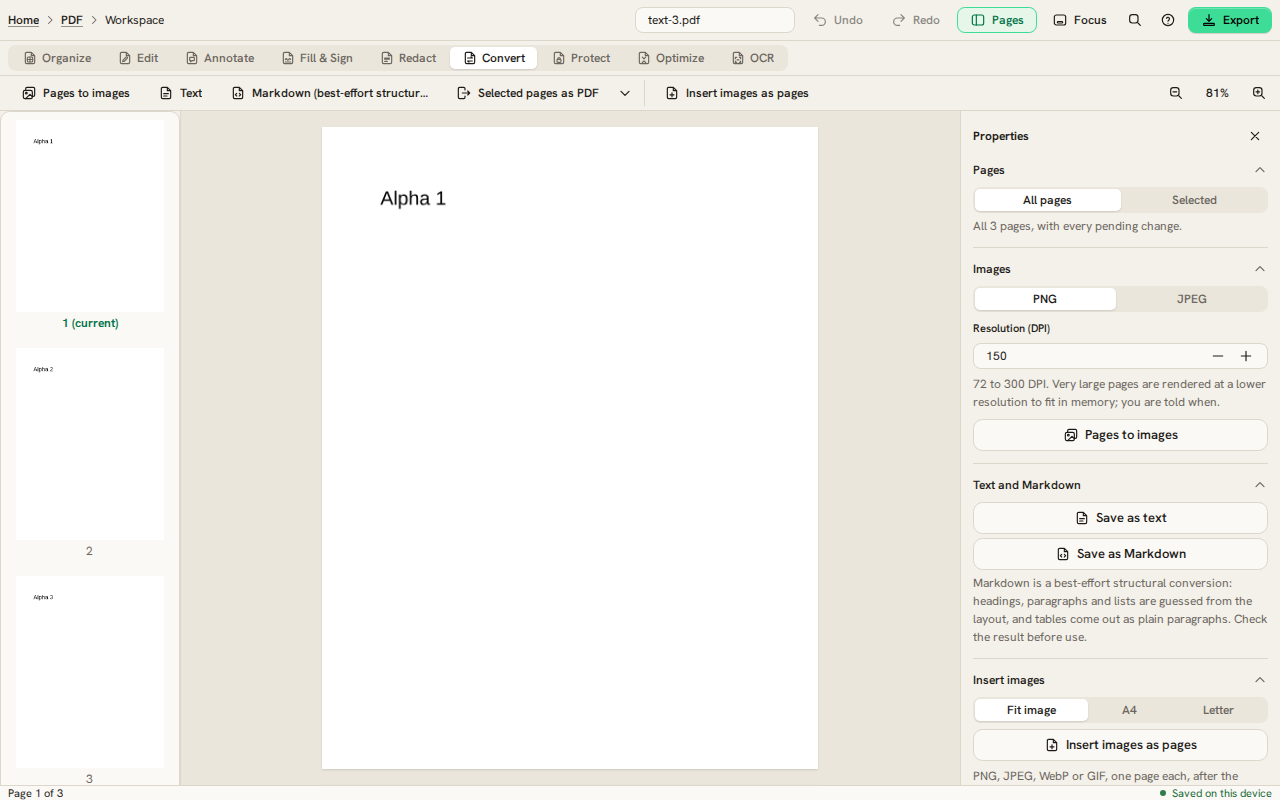 Home > PDF > Workspace
text-3.pdf
Undo
Redo
Pages
Focus
Export
Organize
Edit
Annotate
Fill & Sign
Redact
Convert
Protect
Optimize
OCR
Pages to images
Text
Markdown (best-effort structur...
Selected pages as PDF
Insert images as pages
81%
Alpha 1
1 (current)
Alpha 2
2
Alpha 3
3
Alpha 1
Properties
Pages
All pages
Selected
All 3 pages, with every pending change.
Images
PNG
JPEG
Resolution (DPI)
150
72 to 300 DPI. Very large pages are rendered at a lower
resolution to fit in memory; you are told when.
Pages to images
Text and Markdown
Save as text
Save as Markdown
Markdown is a best-effort structural conversion:
headings, paragraphs and lists are guessed from the
layout, and tables come out as plain paragraphs. Check
the result before use.
Insert images
Fit image
A4
Letter
Insert images as pages
PNG, JPEG, WebP or GIF, one page each, after the
Page 1 of 3
Saved on this device